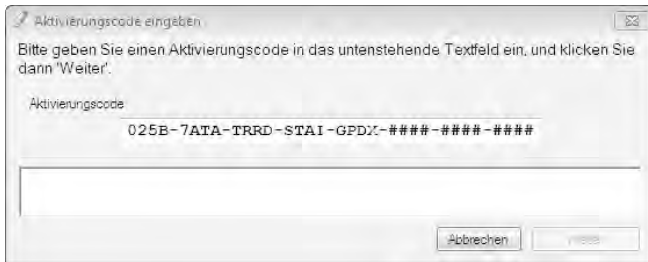 Aktivierungscode eingeben
Bitte geben Sie einen Aktivierungscode in das untenstehende Textfeld ein, und klicken Sie
dann 'Weiter'.
Aktivierungscode
025B-7ATA-TRRD-STAI-GPDX-####-####-####
Abbrechen